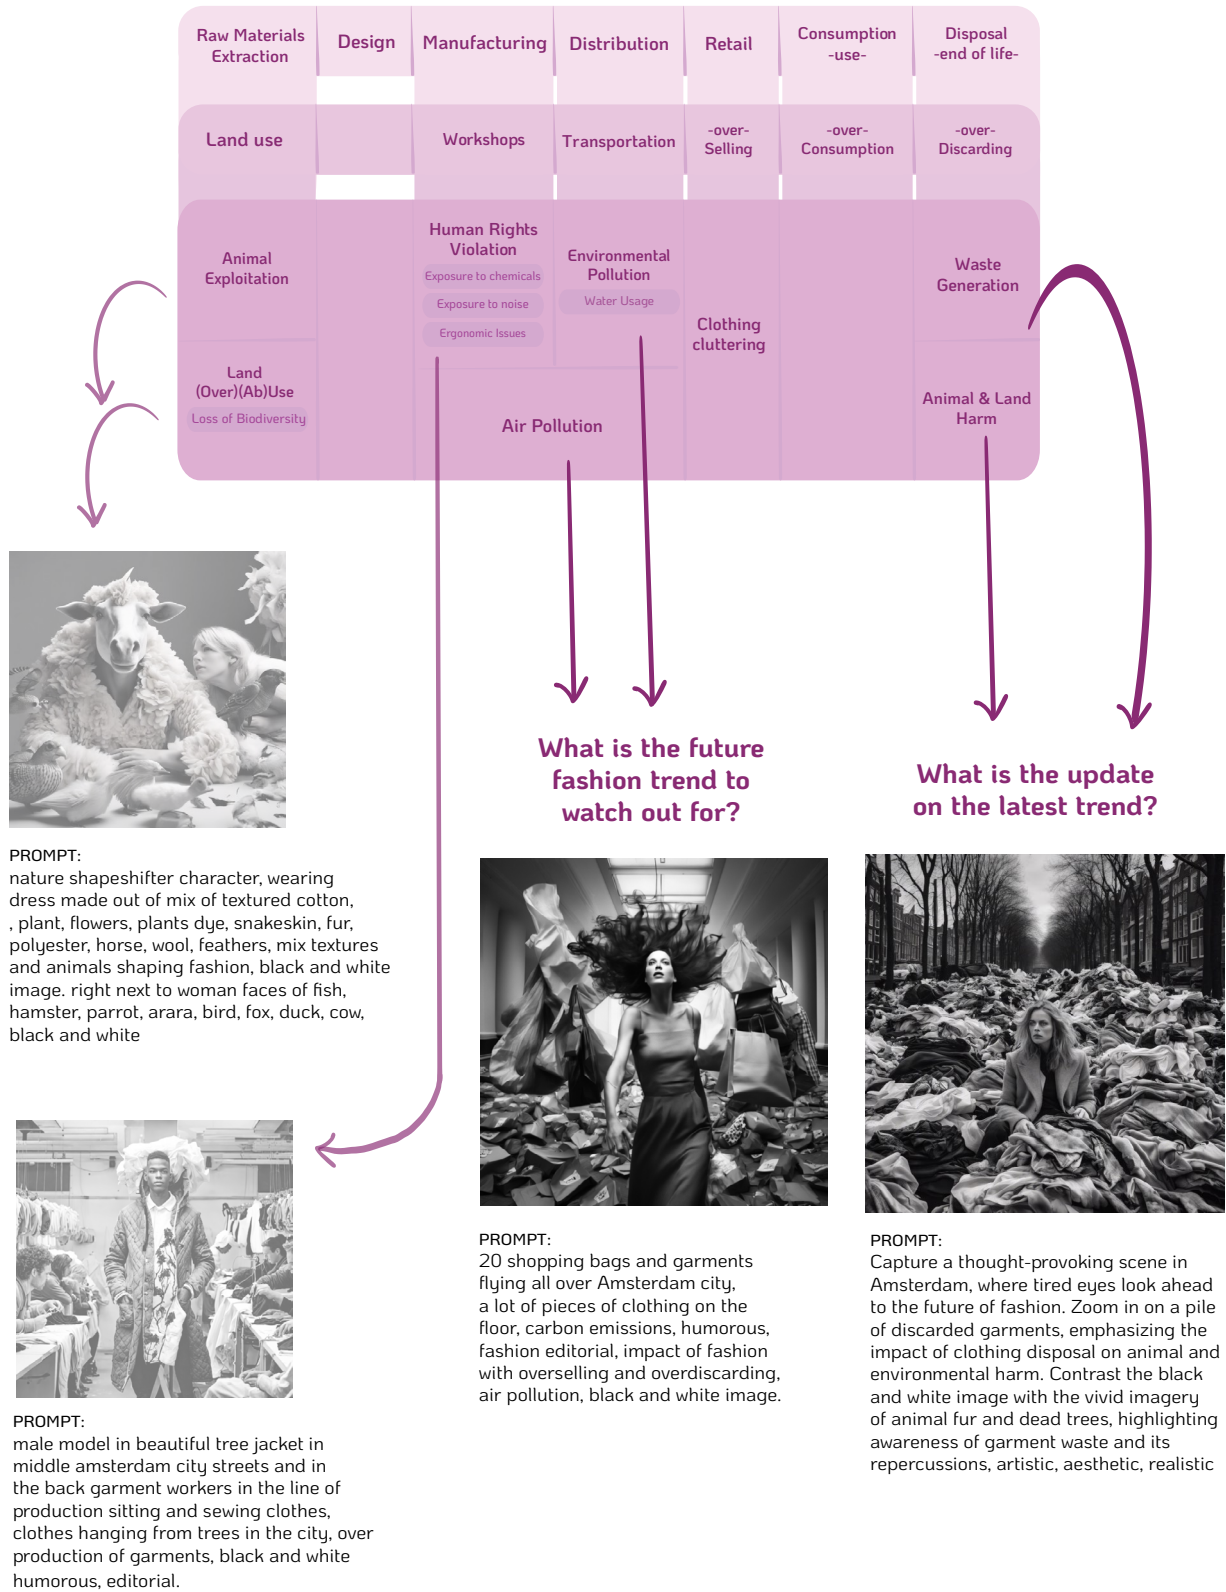 Raw Materials
Extraction
Design
Manufacturing
Distribution
Retail
Consumption
-use-
Disposal
-end of life-
Land use
Workshops
Transportation
-over-
Selling
-over-
Consumption
-over-
Discarding
Animal
Exploitation
Human Rights
Violation
Exposure to chemicals
Exposure to noise
Ergonomic Issues
Environmental
Pollution
Water Usage
Clothing
cluttering
Waste
Generation
Land
(Over)(Ab)Use
Loss of Biodiversity
Air Pollution
Animal & Land
Harm
What is the future
fashion trend to
watch out for?
What is the update
on the latest trend?
PROMPT:
nature shapeshifter character, wearing
dress made out of mix of textured cotton,
, plant, flowers, plants dye, snakeskin, fur,
polyester, horse, wool, feathers, mix textures
and animals shaping fashion, black and white
image. right next to woman faces of fish,
hamster, parrot, arara, bird, fox, duck, cow,
black and white
PROMPT:
male model in beautiful tree jacket in
middle amsterdam city streets and in
the back garment workers in the line of
production sitting and sewing clothes,
clothes hanging from trees in the city, over
production of garments, black and white
humorous, editorial.
PROMPT:
20 shopping bags and garments
flying all over Amsterdam city,
a lot of pieces of clothing on the
floor, carbon emissions, humorous,
fashion editorial, impact of fashion
with overselling and overdiscarding,
air pollution, black and white image.
PROMPT:
Capture a thought-provoking scene in
Amsterdam, where tired eyes look ahead
to the future of fashion. Zoom in on a pile
of discarded garments, emphasizing the
impact of clothing disposal on animal and
environmental harm. Contrast the black
and white image with the vivid imagery
of animal fur and dead trees, highlighting
awareness of garment waste and its
repercussions, artistic, aesthetic, realistic